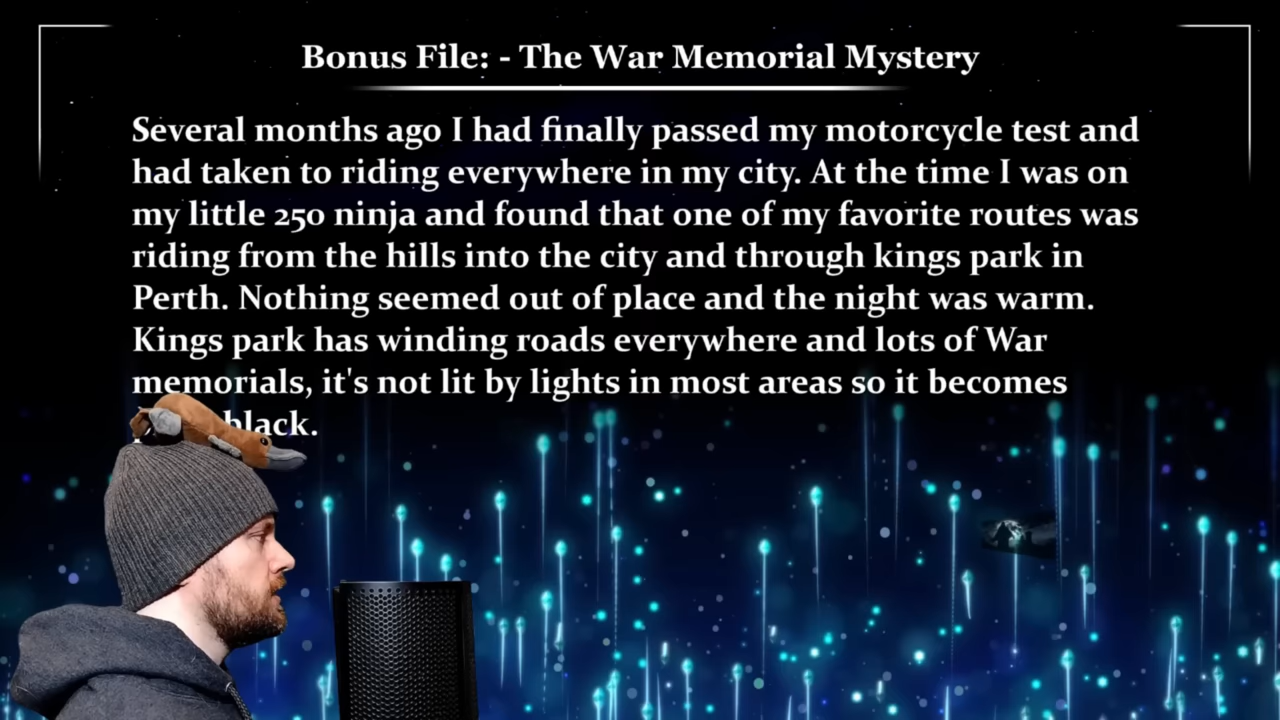 Bonus File: - The War Memorial Mystery
Several months ago I had finally passed my motorcycle test and
had taken to riding everywhere in my city. At the time I was on
my little 250 ninja and found that one of my favorite routes was
riding from the hills into the city and through kings park in
Perth. Nothing seemed out of place and the night was warm.
Kings park has winding roads everywhere and lots of War
memorials, it's not lit by lights in most areas so it becomes
black.